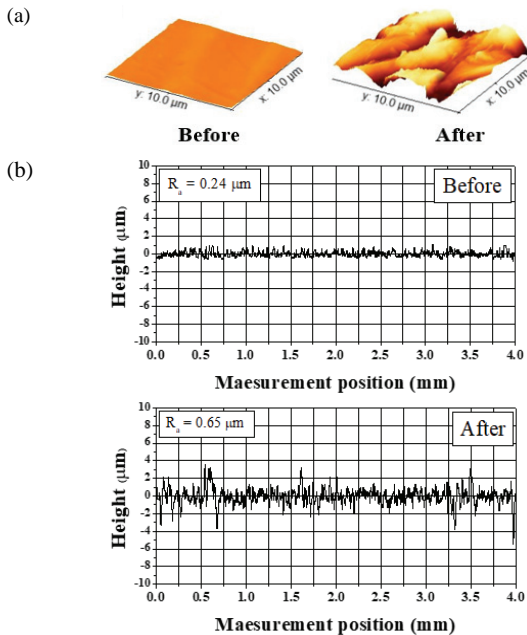 (a)
y: 10.0 µm
x: 10.0 µm
y: 10.0 µm
x: 10.0 µm
Before
After
(b)
10
8
6
4
2
0
-2
-4
-6
-8
-10
Height (µm)
Rₐ = 0.24 µm
Before
0.0 0.5 1.0 1.5 2.0 2.5 3.0 3.5 4.0
Maesurement position (mm)
10
8
6
4
2
0
-2
-4
-6
-8
-10
Height (µm)
Rₐ = 0.65 µm
After
0.0 0.5 1.0 1.5 2.0 2.5 3.0 3.5 4.0
Maesurement position (mm)